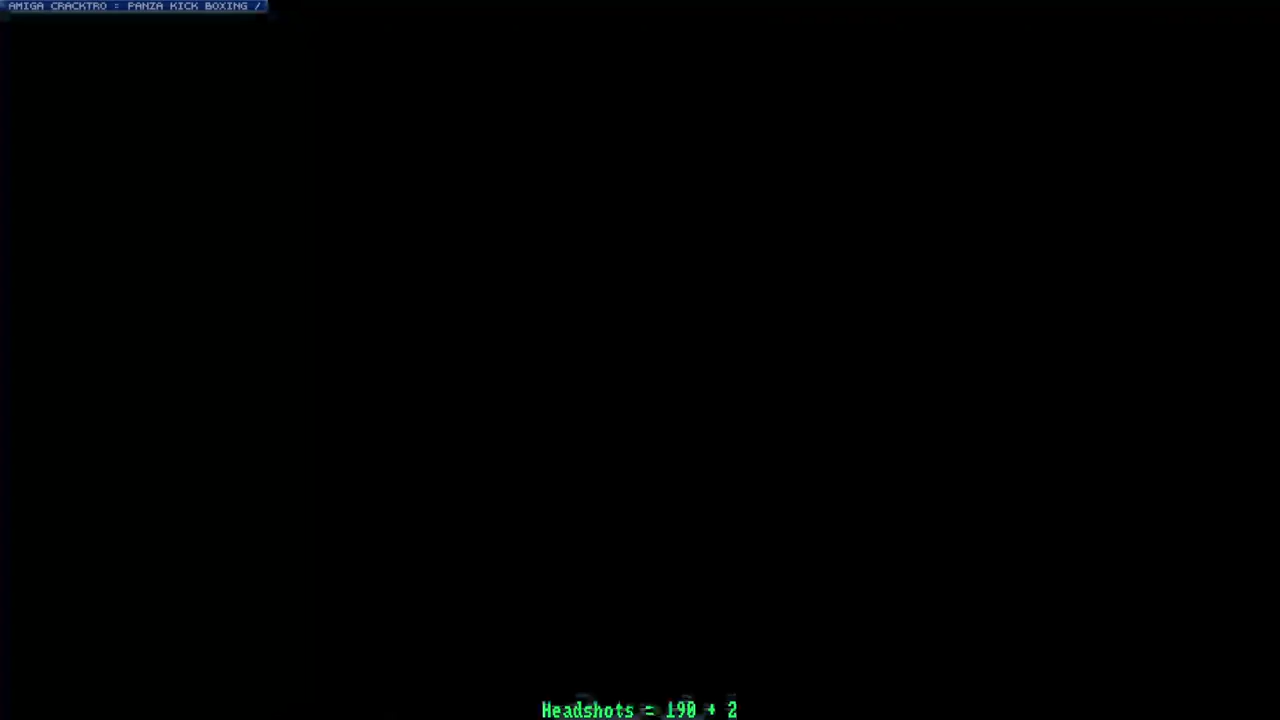 AMIGA CRACKTRO : PANZA KICK BOXING /
Headshots = 190 + 2